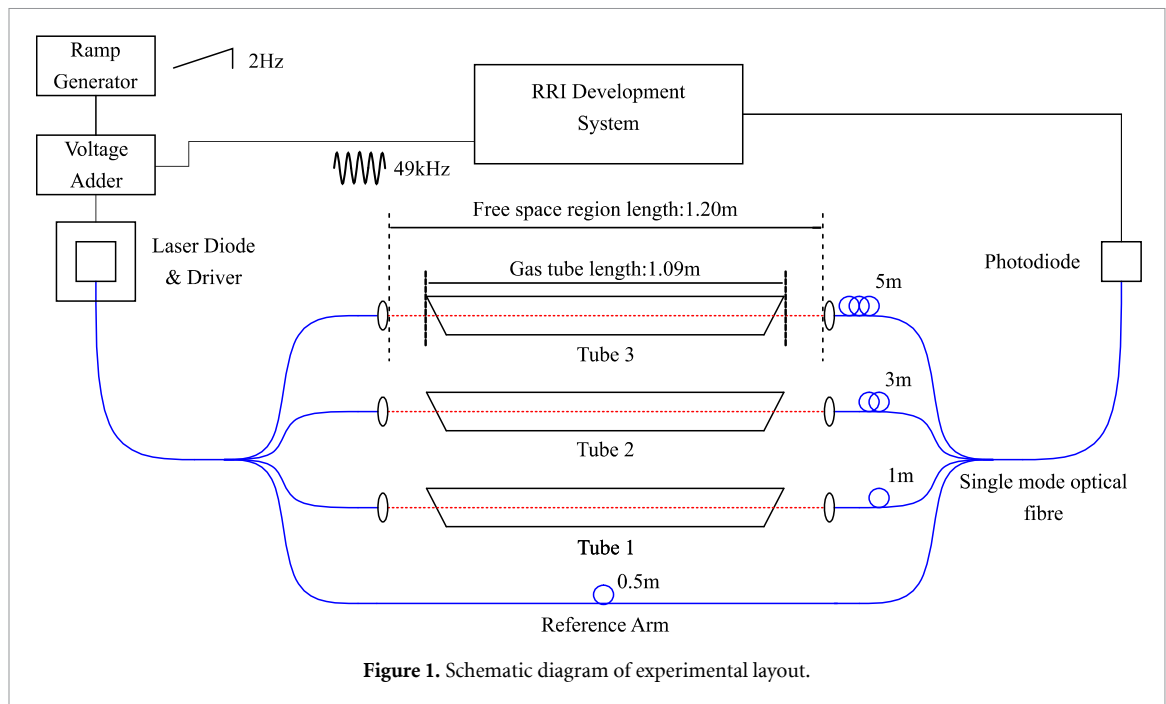 Ramp
Generator
2Hz
RRI Development
System
Voltage
Adder
49kHz
Free space region length:1.20m
Laser Diode
& Driver
Gas tube length:1.09m
Photodiode
5m
Tube 3
3m
Tube 2
1m
Single mode optical
fibre
Tube 1
0.5m
Reference Arm
Figure 1. Schematic diagram of experimental layout.